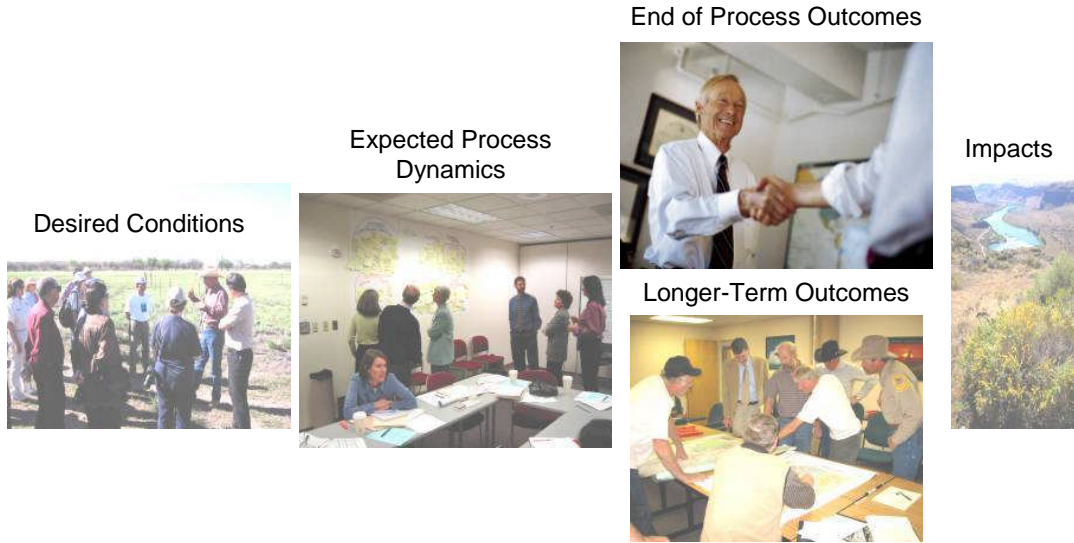 Desired Conditions
Expected Process
Dynamics
End of Process Outcomes
Longer-Term Outcomes
Impacts